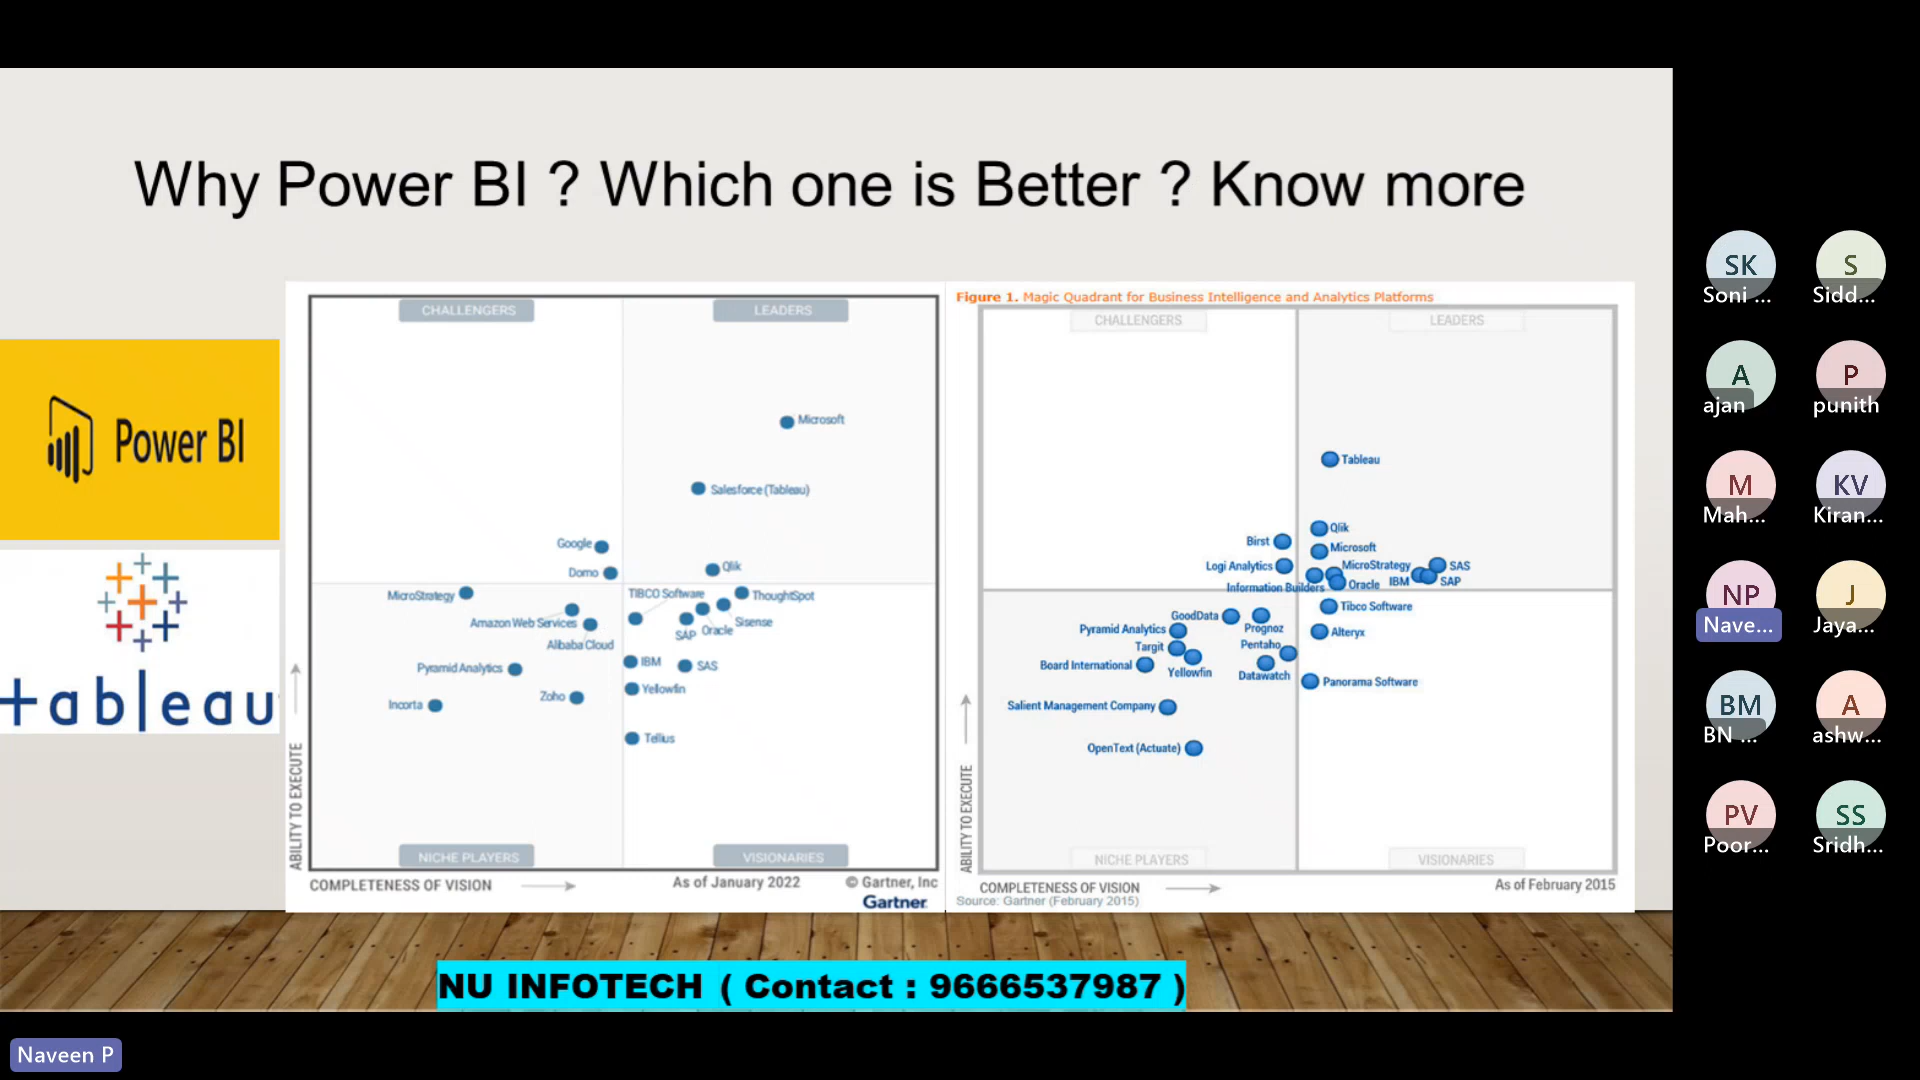 Why Power BI ? Which one is Better ? Know more
Power BI
+ableau
CHALLENGERS
LEADERS
Microsoft
Salesforce (Tableau)
Google
Domo
Qlik
MicroStrategy
TIBCO Software
ThoughtSpot
Amazon Web Services
Sisense
SAP
Oracle
Alibaba Cloud
IBM
SAS
Pyramid Analytics
Yellowfin
Zoho
Incorta
Tellius
NICHE PLAYERS
VISIONARIES
ABILITY TO EXECUTE
COMPLETENESS OF VISION
As of January 2022
© Gartner, Inc
Gartner
Figure 1. Magic Quadrant for Business Intelligence and Analytics Platforms
CHALLENGERS
LEADERS
Tableau
Qlik
Birst
Microsoft
Logi Analytics
MicroStrategy
SAS
Information Builders
Oracle
IBM
SAP
Tibco Software
GoodData
Prognoz
Pyramid Analytics
Alteryx
Targit
Pentaho
Board International
Yellowfin
Datawatch
Panorama Software
Salient Management Company
OpenText (Actuate)
NICHE PLAYERS
VISIONARIES
ABILITY TO EXECUTE
COMPLETENESS OF VISION
As of February 2015
Source: Gartner (February 2015)
NU INFOTECH ( Contact : 9666537987 )
SK
Soni ...
S
Sidd...
A
ajan
P
punith
M
Mah...
KV
Kiran...
NP
Nave...
J
Jaya...
BM
BN ...
A
ashw...
PV
Poor...
SS
Sridh...
Naveen P